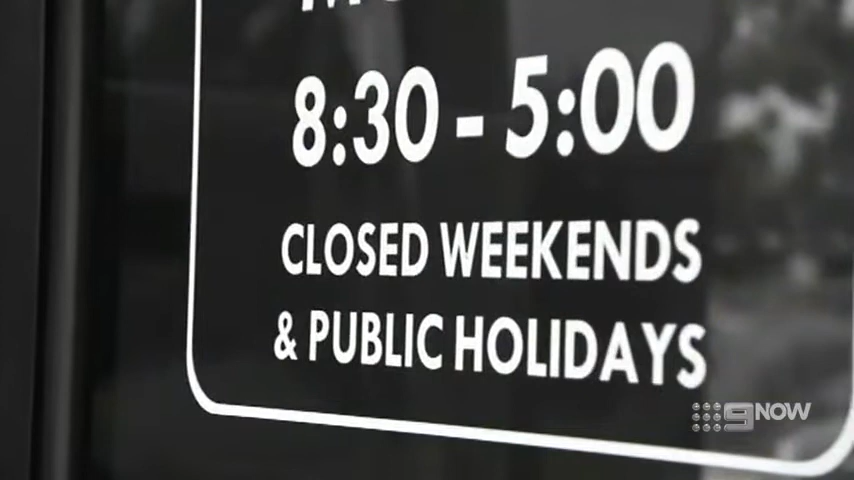 8:30 - 5:00
CLOSED WEEKENDS
& PUBLIC HOLIDAYS
9NOW